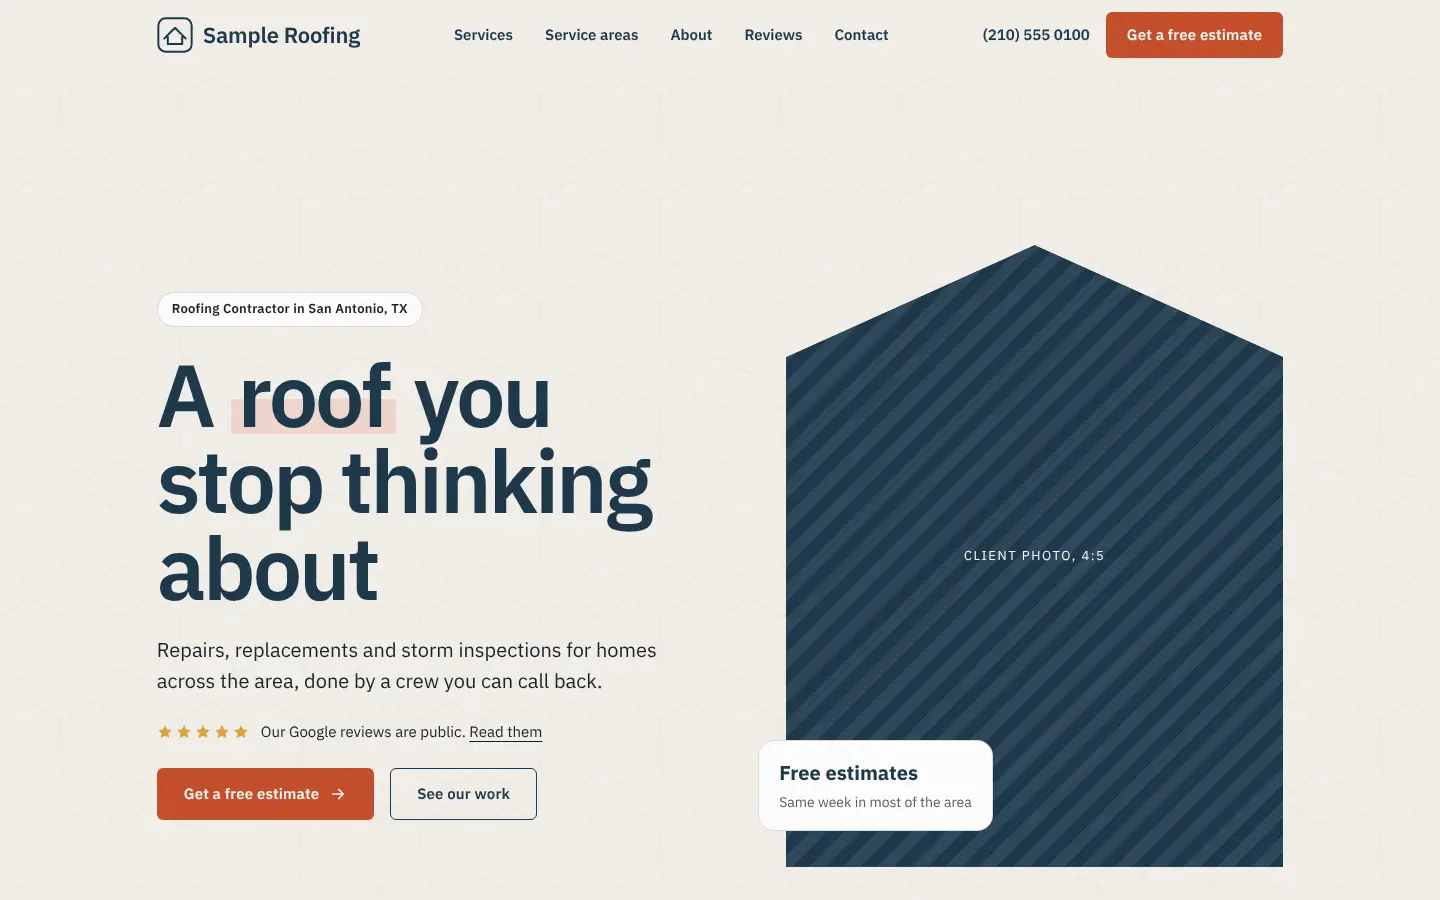 Sample Roofing
Services
Service areas
About
Reviews
Contact
(210) 555 0100
Get a free estimate
Roofing Contractor in San Antonio, TX
A roof you
stop thinking
about
Repairs, replacements and storm inspections for homes
across the area, done by a crew you can call back.
Our Google reviews are public. Read them
Get a free estimate
See our work
CLIENT PHOTO, 4:5
Free estimates
Same week in most of the area